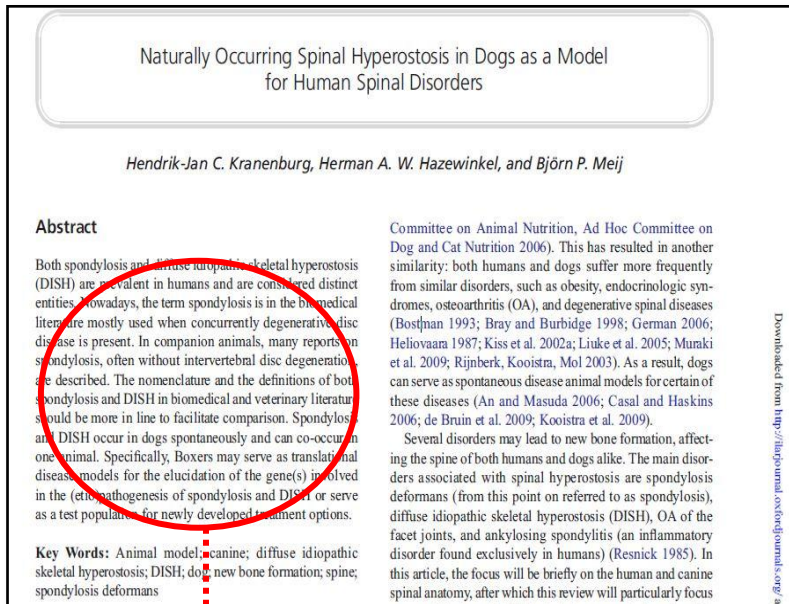 Naturally Occurring Spinal Hyperostosis in Dogs as a Model
for Human Spinal Disorders
Hendrik-Jan C. Kranenburg, Herman A. W. Hazewinkel, and Björn P. Meij
Abstract
Both spondylosis and diffuse idiopathic skeletal hyperostosis
(DISH) are prevalent in humans and are considered distinct
entities. Nowadays, the term spondylosis is in the biomedical
literature mostly used when concurrently degenerative disc
disease is present. In companion animals, many reports on
spondylosis, often without intervertebral disc degeneration,
are described. The nomenclature and the definitions of both
spondylosis and DISH in biomedical and veterinary literature
should be more in line to facilitate comparison. Spondylosis
and DISH occur in dogs spontaneously and can co-occur in
one animal. Specifically, Boxers may serve as translational
disease models for the elucidation of the gene(s) involved
in the (etio)pathogenesis of spondylosis and DISH or serve
as a test population for newly developed treatment options.
Key Words: Animal model; canine; diffuse idiopathic
skeletal hyperostosis; DISH; dog; new bone formation; spine;
spondylosis deformans
Committee on Animal Nutrition, Ad Hoc Committee on
Dog and Cat Nutrition 2006). This has resulted in another
similarity: both humans and dogs suffer more frequently
from similar disorders, such as obesity, endocrinologic syn-
dromes, osteoarthritis (OA), and degenerative spinal diseases
(Bostman 1993; Bray and Burbidge 1998; German 2006;
Heliovaara 1987; Kiss et al. 2002a; Liuke et al. 2005; Muraki
et al. 2009; Rijnberk, Kooistra, Mol 2003). As a result, dogs
can serve as spontaneous disease animal models for certain of
these diseases (An and Masuda 2006; Casal and Haskins
2006; de Bruin et al. 2009; Kooistra et al. 2009).
Several disorders may lead to new bone formation, affect-
ing the spine of both humans and dogs alike. The main disor-
ders associated with spinal hyperostosis are spondylosis
deformans (from this point on referred to as spondylosis),
diffuse idiopathic skeletal hyperostosis (DISH), OA of the
facet joints, and ankylosing spondylitis (an inflammatory
disorder found exclusively in humans) (Resnick 1985). In
this article, the focus will be briefly on the human and canine
spinal anatomy, after which this review will particularly focus
Downloaded from http://ilarjournal.oxfordjournals.org/ a